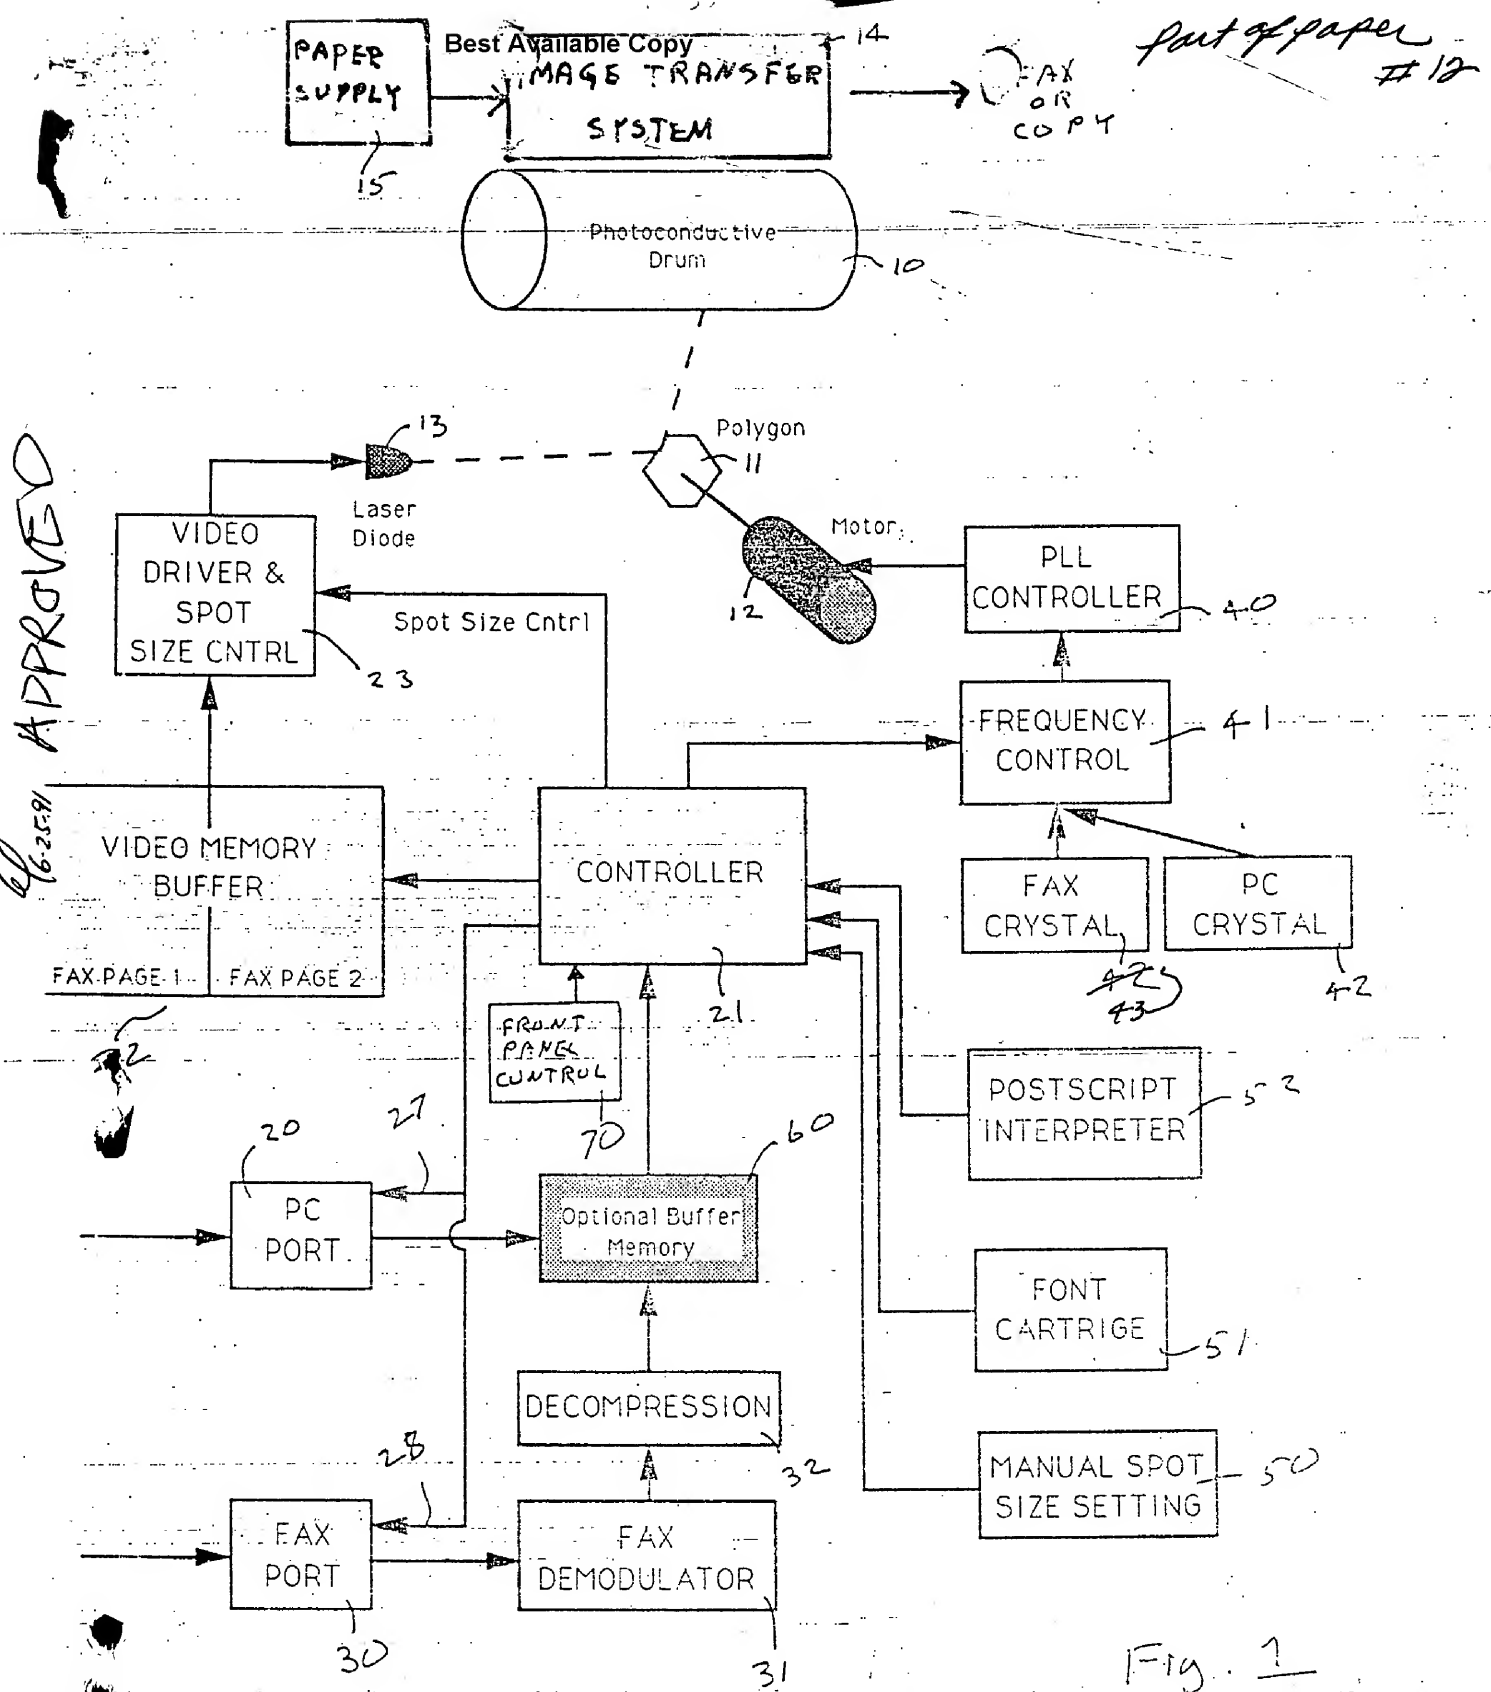 Best Available Copy
part of paper
# 12
PAPER
SUPPLY
15
MAGE TRANSFER
SYSTEM
14
FAX
OR
COPY
Photoconductive
Drum
10
13
Laser
Diode
Polygon
11
Motor
12
VIDEO
DRIVER &
SPOT
SIZE CNTRL
23
Spot Size Cntrl
PLL
CONTROLLER
40
FREQUENCY
CONTROL
41
APPROVED
6-25-91
VIDEO MEMORY
BUFFER
FAX PAGE 1
FAX PAGE 2
CONTROLLER
21
FAX
CRYSTAL
42
43
PC
CRYSTAL
42
FRONT
PANEL
CONTROL
70
POSTSCRIPT
INTERPRETER
52
27
20
PC
PORT
60
Optional Buffer
Memory
FONT
CARTRIGE
51
DECOMPRESSION
32
28
MANUAL SPOT
SIZE SETTING
50
FAX
PORT
30
FAX
DEMODULATOR
31
Fig. 1